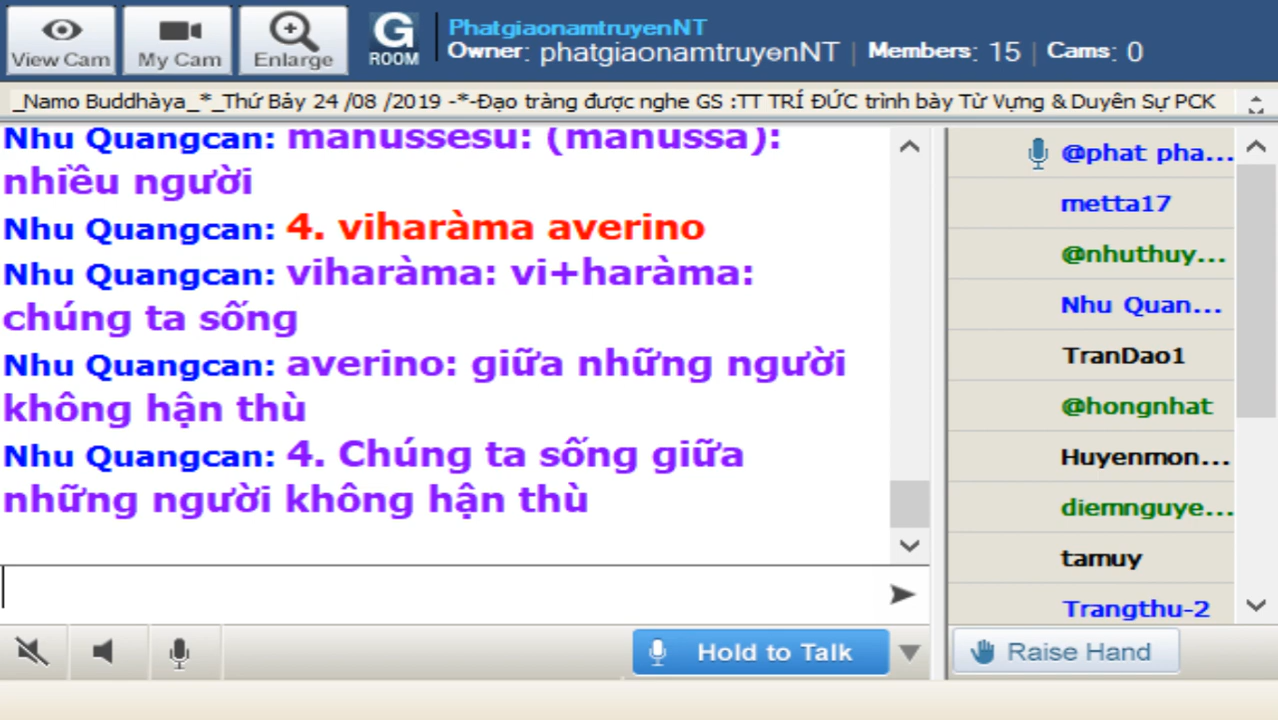 View Cam
My Cam
Enlarge
G
ROOM
PhatgiaonamtruyenNT
Owner: phatgiaonamtruyenNT | Members: 15 | Cams: 0
_Namo Buddhàya_*_Thứ Bảy 24 /08 /2019 -*-Đạo tràng được nghe GS :TT TRÍ ĐỨC trình bày Từ Vựng & Duyên Sự PCK
Nhu Quangcan: manussesu: (manussa):
nhiều người
Nhu Quangcan: 4. viharàma averino
Nhu Quangcan: viharàma: vi+haràma:
chúng ta sống
Nhu Quangcan: averino: giữa những người
không hận thù
Nhu Quangcan: 4. Chúng ta sống giữa
những người không hận thù
@phat pha...
metta17
@nhuthuy...
Nhu Quan...
TranDao1
@hongnhat
Huyenmon...
diemnguye...
tamuy
Trangthu-2
Hold to Talk
Raise Hand